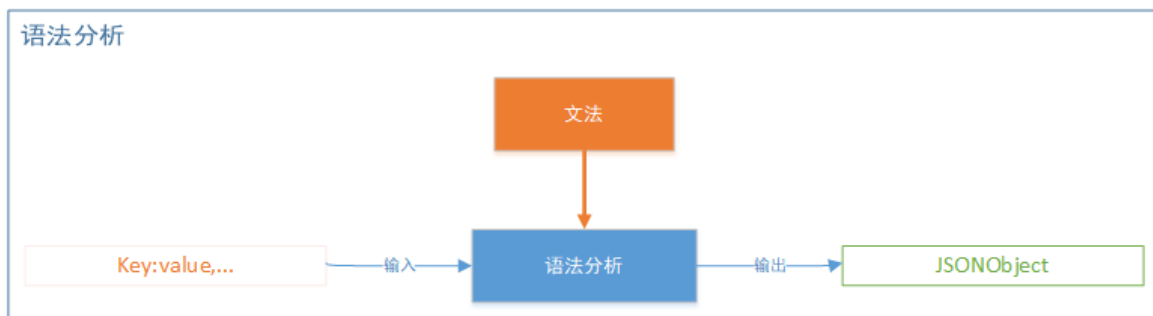 语法分析
文法
Key:value,...
输入
语法分析
输出
JSONObject